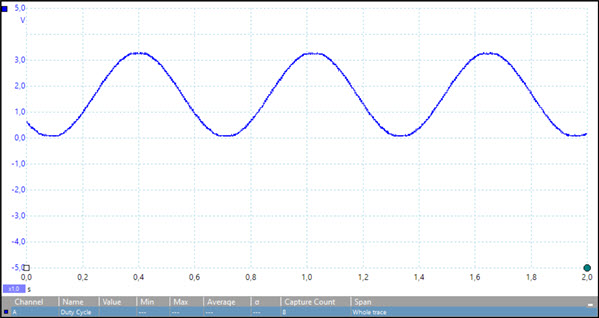 5,0
V
3,0
2,0
1,0
0,0
-1,0
-2,0
-3,0
-4,0
-5,0
0,0 0,2 0,4 0,6 0,8 1,0 1,2 1,4 1,6 1,8 2,0
x1.0 s
Channel Name Value Min Max Average σ Capture Count Span
A Duty Cycle --- --- --- --- --- 8 Whole trace